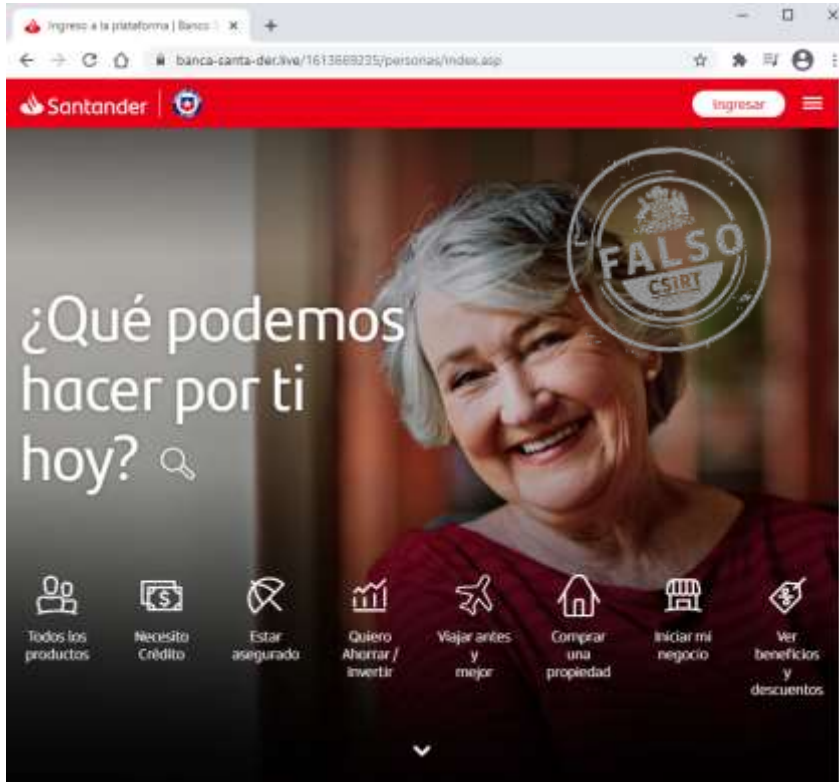 Ingreso a la plataforma | Banco S
banca-santa-der.live/1613669235/personas/index.asp
Santander
Ingresar
FALSO
CSIRT
¿Qué podemos
hacer por ti
hoy?
Todos los
productos
Necesito
Crédito
Estar
asegurado
Quiero
Ahorrar /
Invertir
Viajar antes
y
mejor
Comprar
una
propiedad
Iniciar mi
negocio
Ver
beneficios
y
descuentos